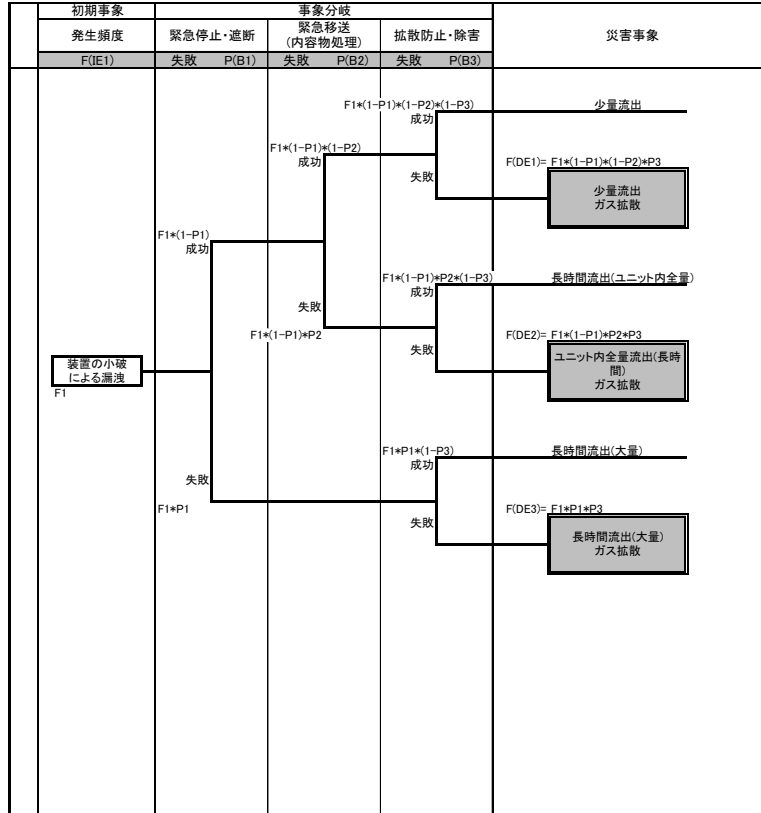 初期事象
事象分岐
発生頻度
緊急停止・遮断
緊急移送
(内容物処理)
拡散防止・除害
災害事象
F(IE1)
失敗 P(B1)
失敗 P(B2)
失敗 P(B3)
F1*(1-P1)*(1-P2)*(1-P3)
成功
少量流出
F1*(1-P1)*(1-P2)
成功
失敗
F(DE1)= F1*(1-P1)*(1-P2)*P3
少量流出
ガス拡散
F1*(1-P1)
成功
F1*(1-P1)*P2*(1-P3)
成功
長時間流出(ユニット内全量)
失敗
F1*(1-P1)*P2
失敗
F(DE2)= F1*(1-P1)*P2*P3
ユニット内全量流出(長時
間)
ガス拡散
装置の小破
による漏洩
F1
F1*P1*(1-P3)
成功
長時間流出(大量)
失敗
F1*P1
失敗
F(DE3)= F1*P1*P3
長時間流出(大量)
ガス拡散